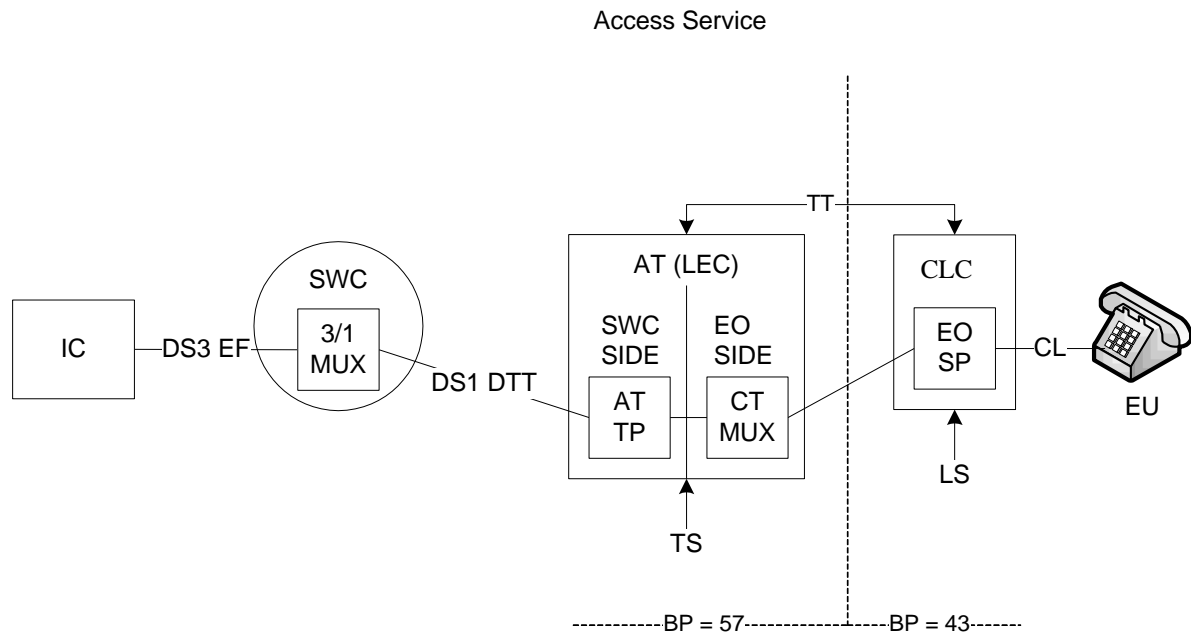 Access Service
TT
AT (LEC)
CLC
SWC
SWC
SIDE
EO
SIDE
IC
DS3 EF
3/1
MUX
EO
SP
CL
DS1 DTT
AT
TP
CT
MUX
EU
LS
TS
BP = 57
BP = 43